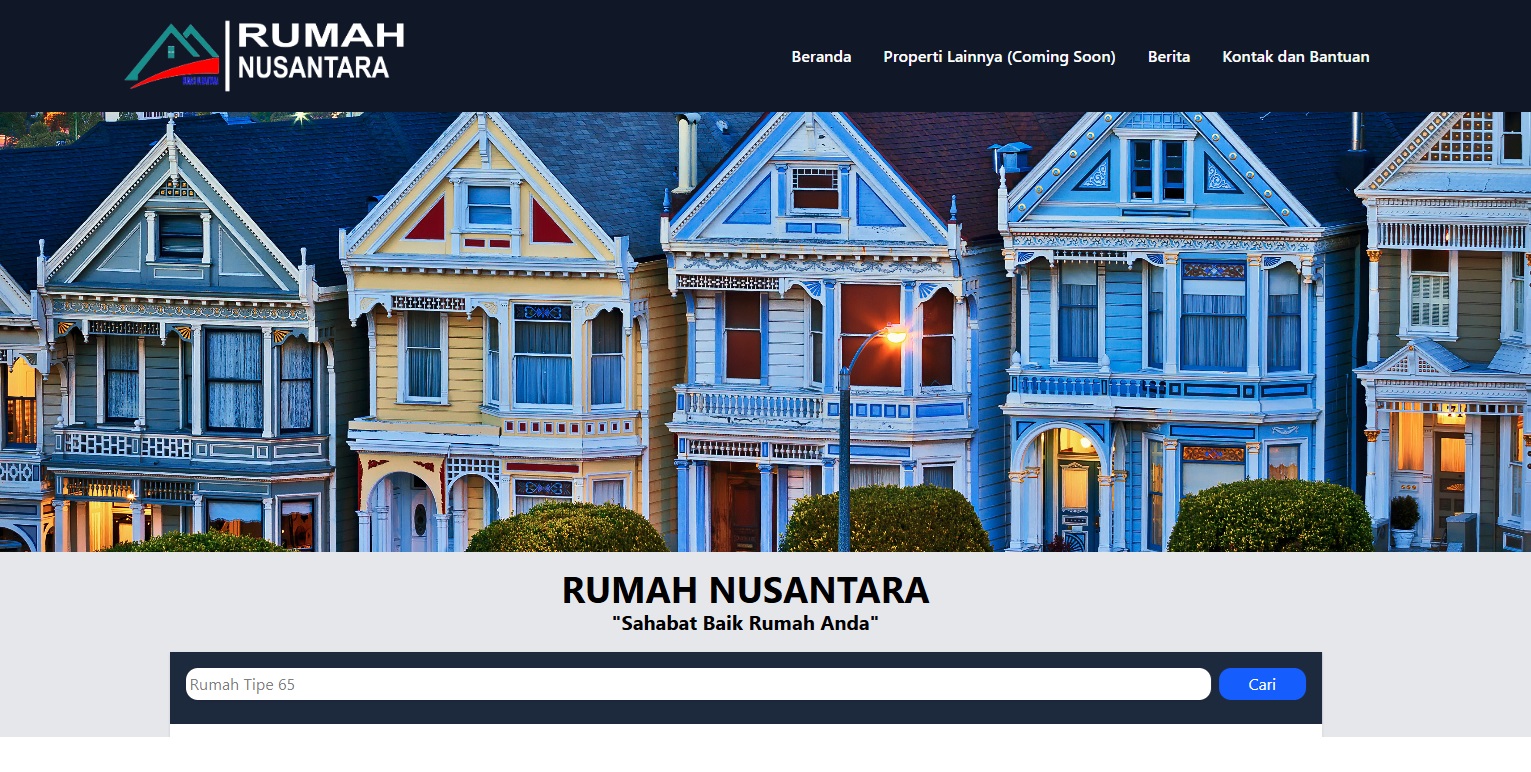 RUMAH
NUSANTARA
Beranda
Properti Lainnya (Coming Soon)
Berita
Kontak dan Bantuan
RUMAH NUSANTARA
"Sahabat Baik Rumah Anda"
Rumah Tipe 65
Cari